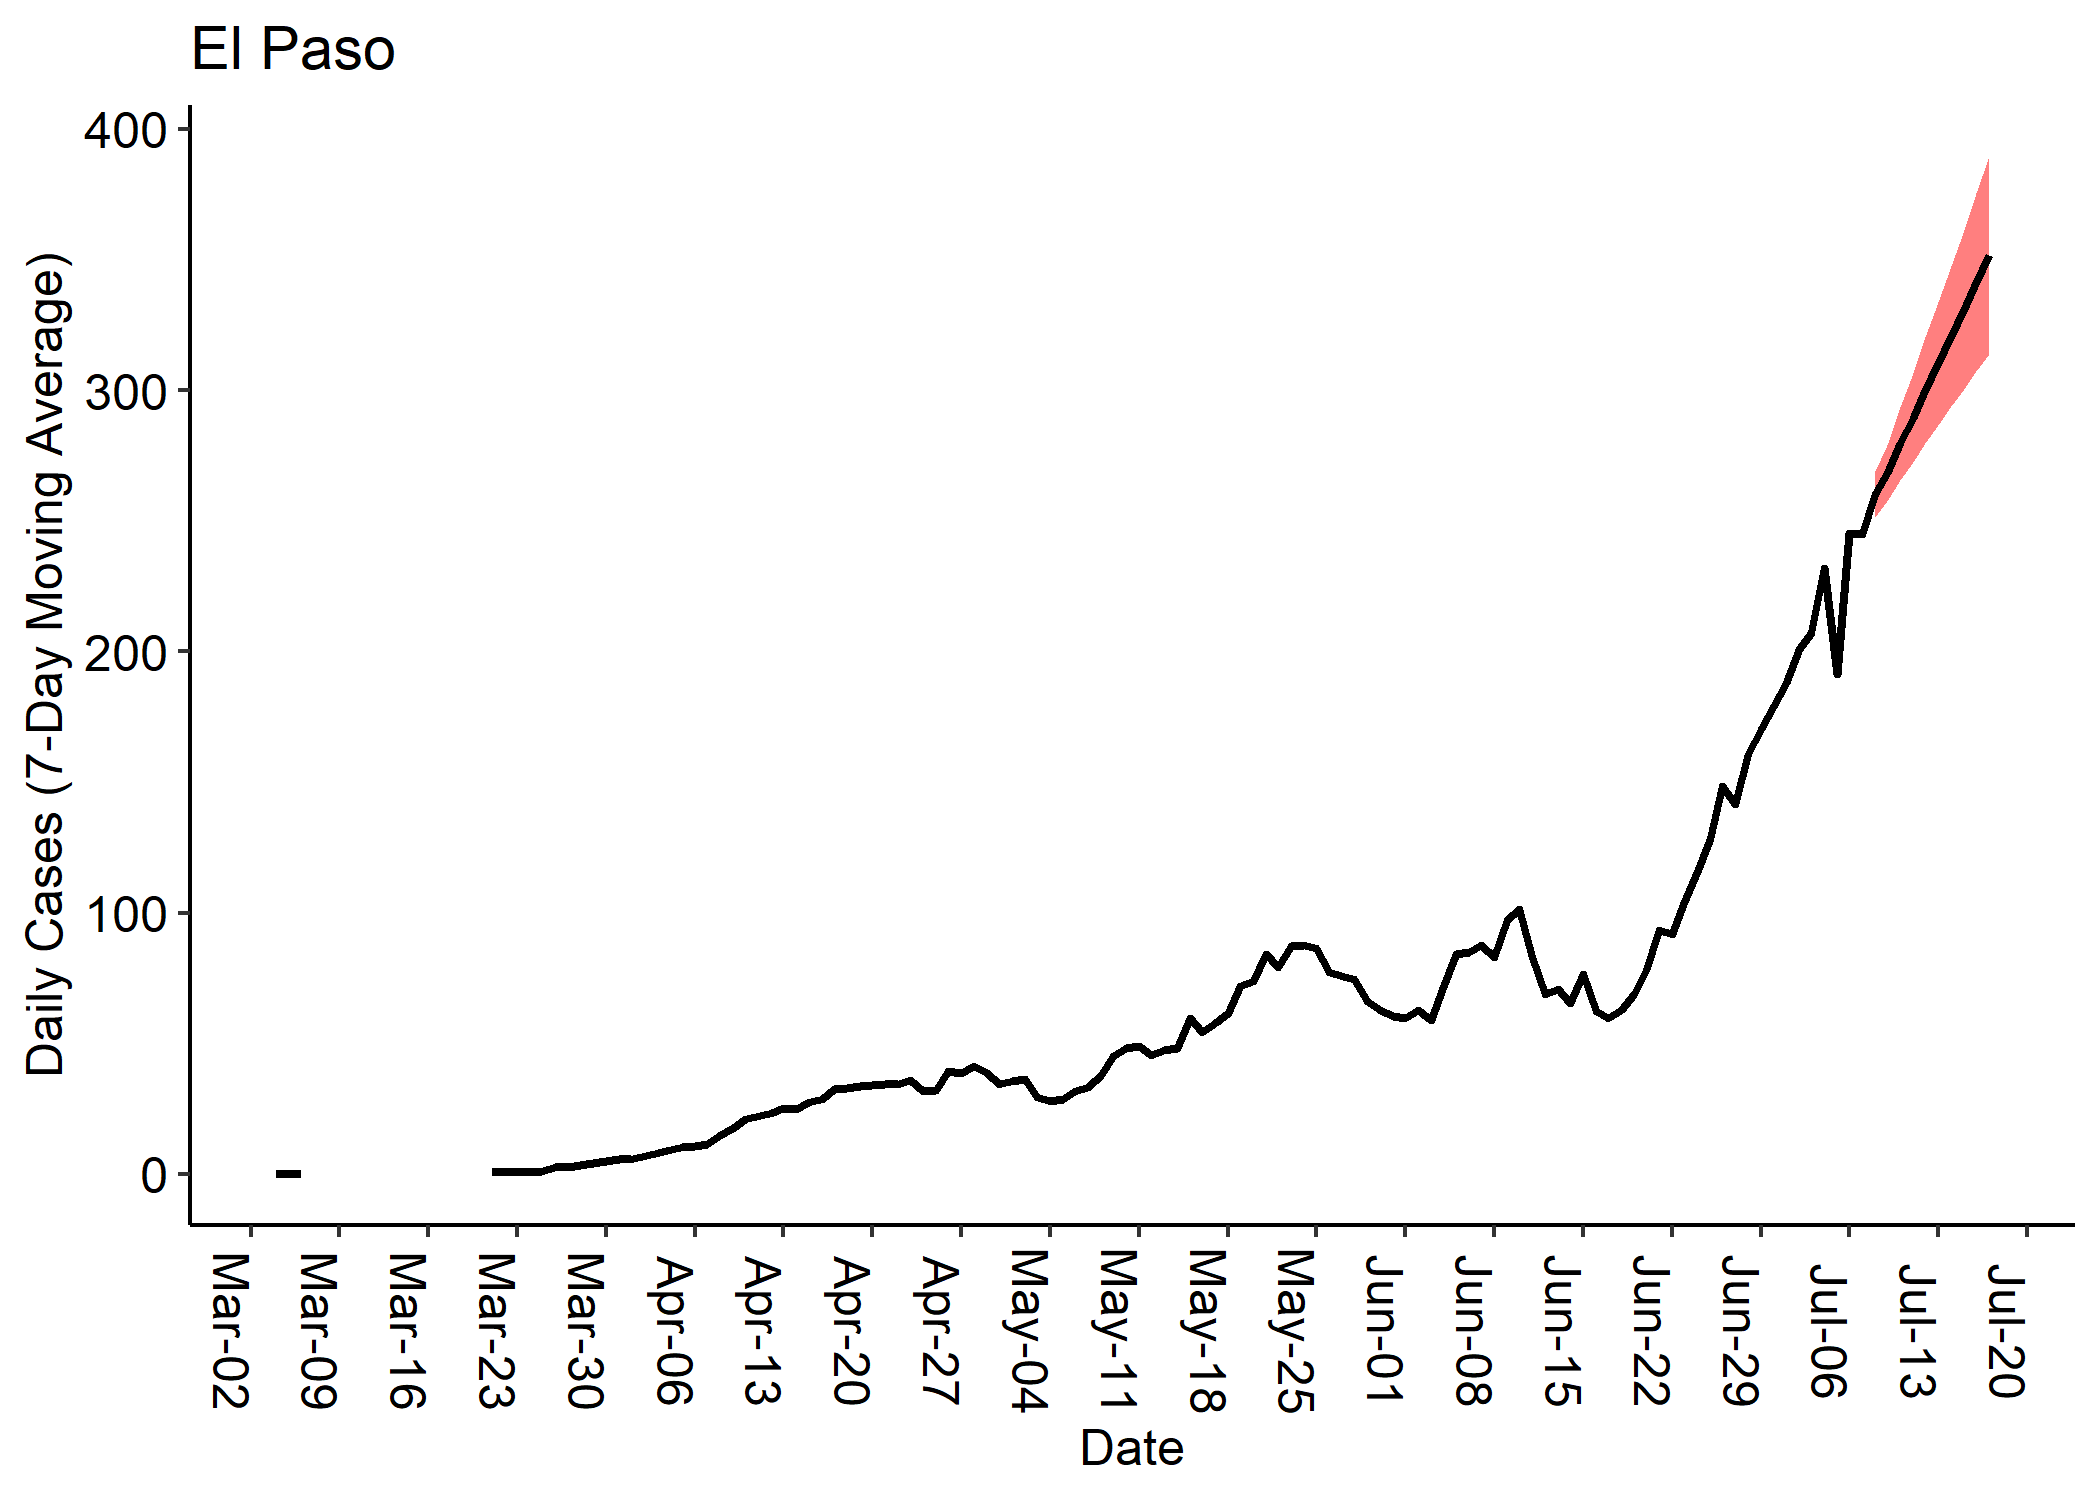 El Paso
Daily Cases (7-Day Moving Average)
400
300
200
100
0
Mar-02
Mar-09
Mar-16
Mar-23
Mar-30
Apr-06
Apr-13
Apr-20
Apr-27
May-04
May-11
May-18
May-25
Jun-01
Jun-08
Jun-15
Jun-22
Jun-29
Jul-06
Jul-13
Jul-20
Date